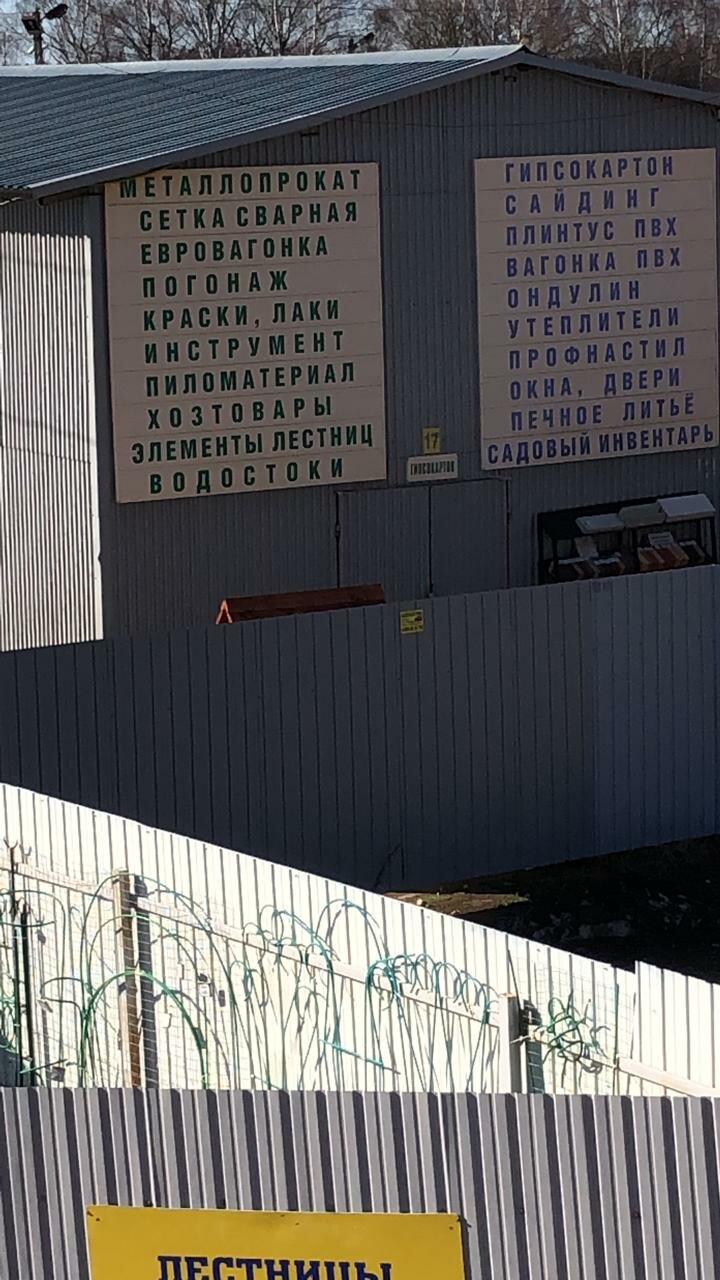 МЕТАЛЛОПРОКАТ
СЕТКА СВАРНАЯ
ЕВРОВАГОНКА
ПОГОНАЖ
КРАСКИ, ЛАКИ
ИНСТРУМЕНТ
ПИЛОМАТЕРИАЛ
ХОЗТОВАРЫ
ЭЛЕМЕНТЫ ЛЕСТНИЦ
ВОДОСТОКИ
ГИПСОКАРТОН
САЙДИНГ
ПЛИНТУС ПВХ
ВАГОНКА ПВХ
ОНДУЛИН
УТЕПЛИТЕЛИ
ПРОФНАСТИЛ
ОКНА, ДВЕРИ
ПЕЧНОЕ ЛИТЬЁ
САДОВЫЙ ИНВЕНТАРЬ
17
ГИПСОКАРТОН
ЛЕСТНИЦЫ